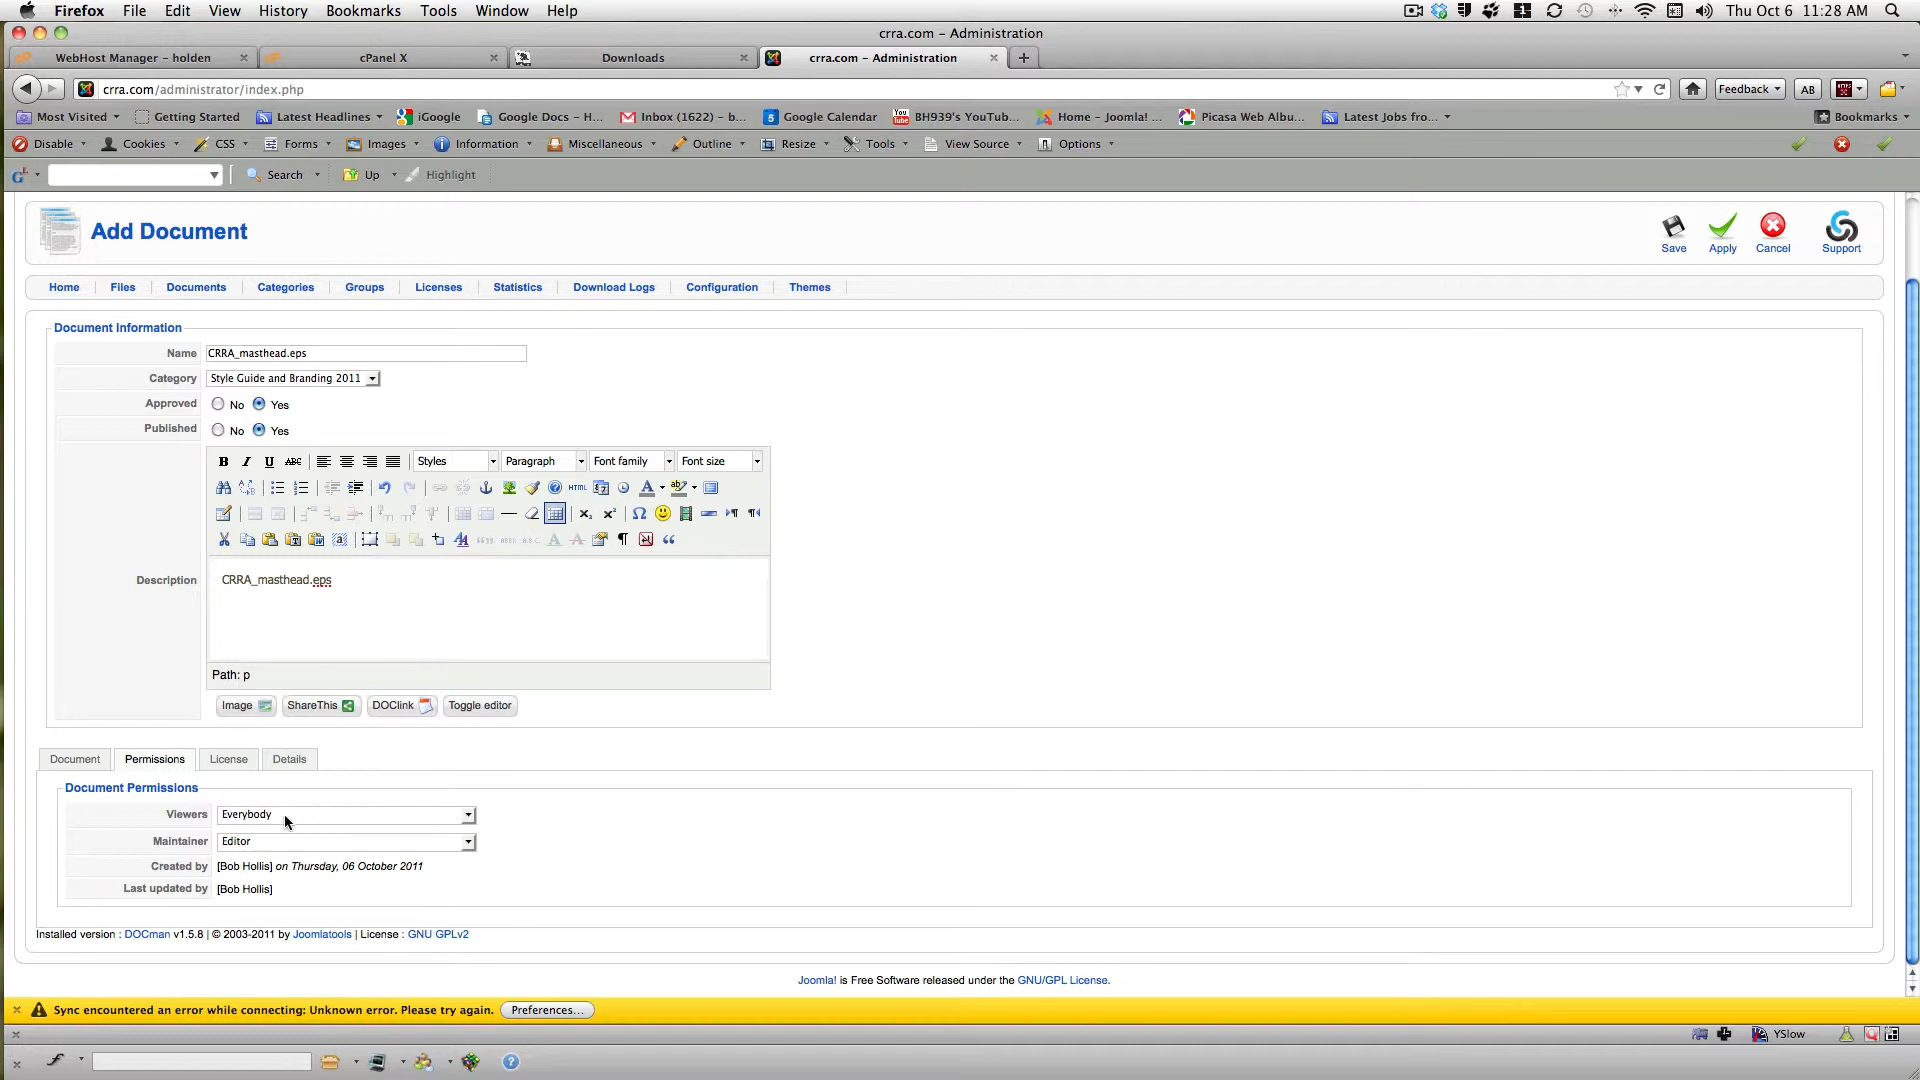 Firefox File Edit View History Bookmarks Tools Window Help Thu Oct 6 11:28 AM
crra.com – Administration
WebHost Manager – holden cPanel X Downloads crra.com – Administration
crra.com/administrator/index.php Feedback AB
Most Visited Getting Started Latest Headlines iGoogle Google Docs - H... Inbox (1622) – b... Google Calendar BH939's YouTub... Home – Joomla! ... Picasa Web Albu... Latest Jobs fro... Bookmarks
Disable Cookies CSS Forms Images Information Miscellaneous Outline Resize Tools View Source Options
Search Up Highlight
Add Document
Save Apply Cancel Support
Home Files Documents Categories Groups Licenses Statistics Download Logs Configuration Themes
Document Information
Name CRRA_masthead.eps
Category Style Guide and Branding 2011
Approved No Yes
Published No Yes
B I U ABC Styles Paragraph Font family Font size
HTML
Description CRRA_masthead.eps
Path: p
Image ShareThis DOClink Toggle editor
Document Permissions License Details
Document Permissions
Viewers Everybody
Maintainer Editor
Created by [Bob Hollis] on Thursday, 06 October 2011
Last updated by [Bob Hollis]
Installed version : DOCman v1.5.8 | © 2003-2011 by Joomlatools | License : GNU GPLv2
Joomla! is Free Software released under the GNU/GPL License.
Sync encountered an error while connecting: Unknown error. Please try again. Preferences...
YSlow